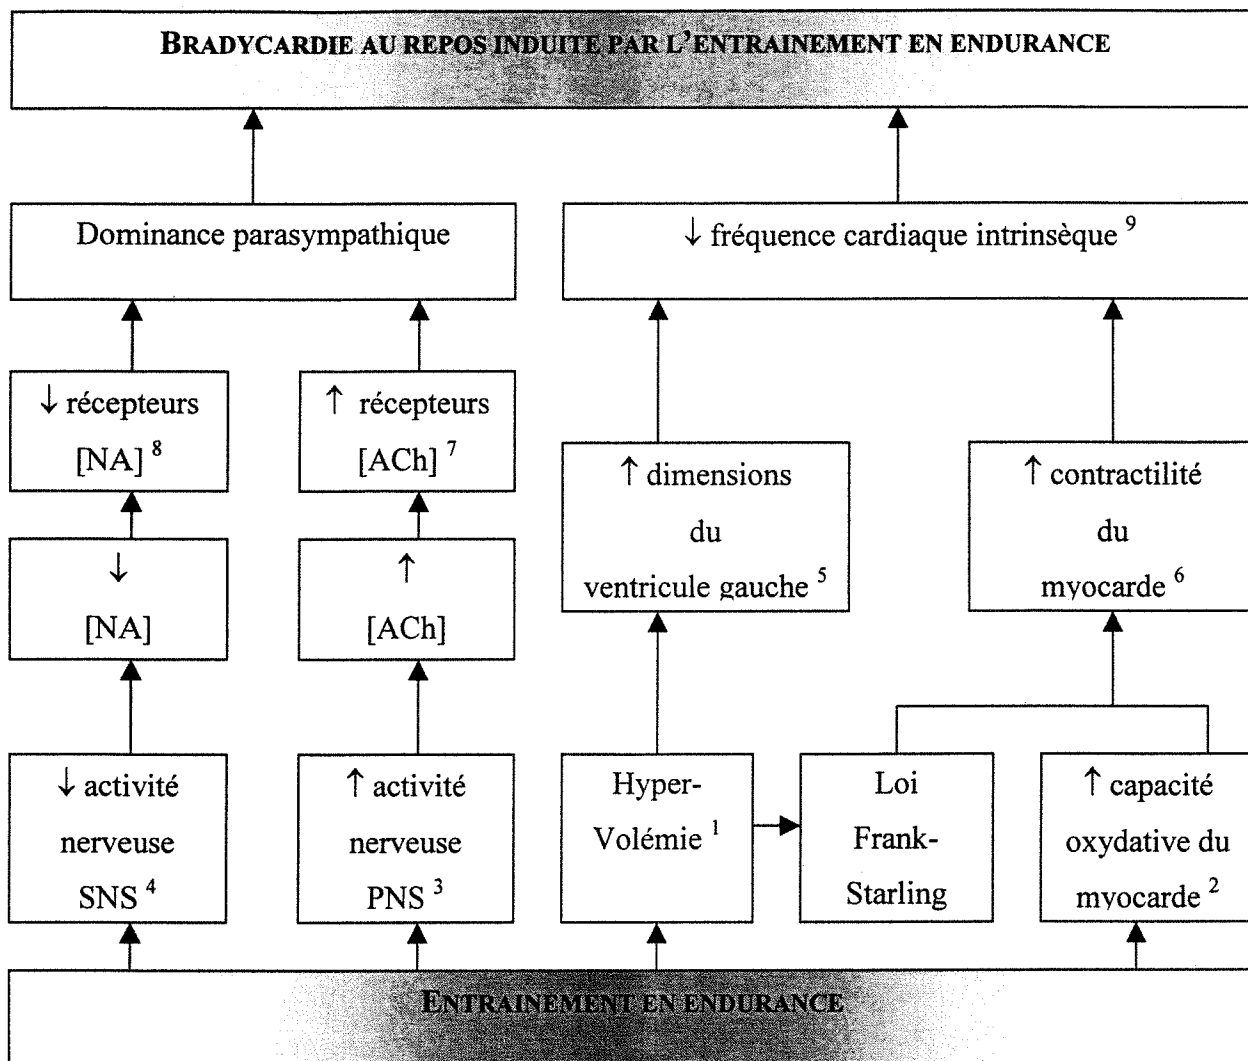 BRADYCARDIE AU REPOS INDUITE PAR L'ENTRAINEMENT EN ENDURANCE
Dominance parasympathique
↓ fréquence cardiaque intrinsèque 9
↓ récepteurs
[NA] 8
↑ récepteurs
[ACh] 7
↑ dimensions
du
ventricule gauche 5
↑ contractilité
du
myocarde 6
↓
[NA]
↑
[ACh]
↓ activité
nerveuse
SNS 4
↑ activité
nerveuse
PNS 3
Hyper-
Volémie 1
Loi
Frank-
Starling
↑ capacité
oxydative du
myocarde 2
ENTRAINEMENT EN ENDURANCE